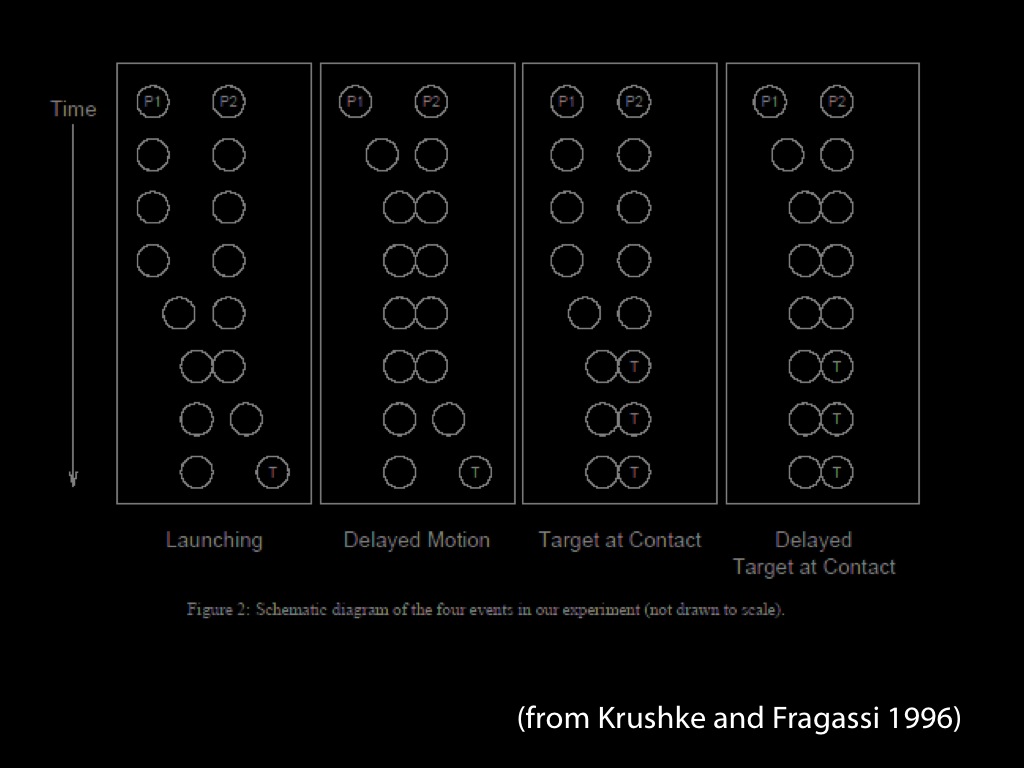 Time
P1 P2 P1 P2 P1 P2 P1 P2
T T
T T
T T T T
Launching Delayed Motion Target at Contact Delayed
Target at Contact
Figure 2: Schematic diagram of the four events in our experiment (not drawn to scale).
(from Krushke and Fragassi 1996)